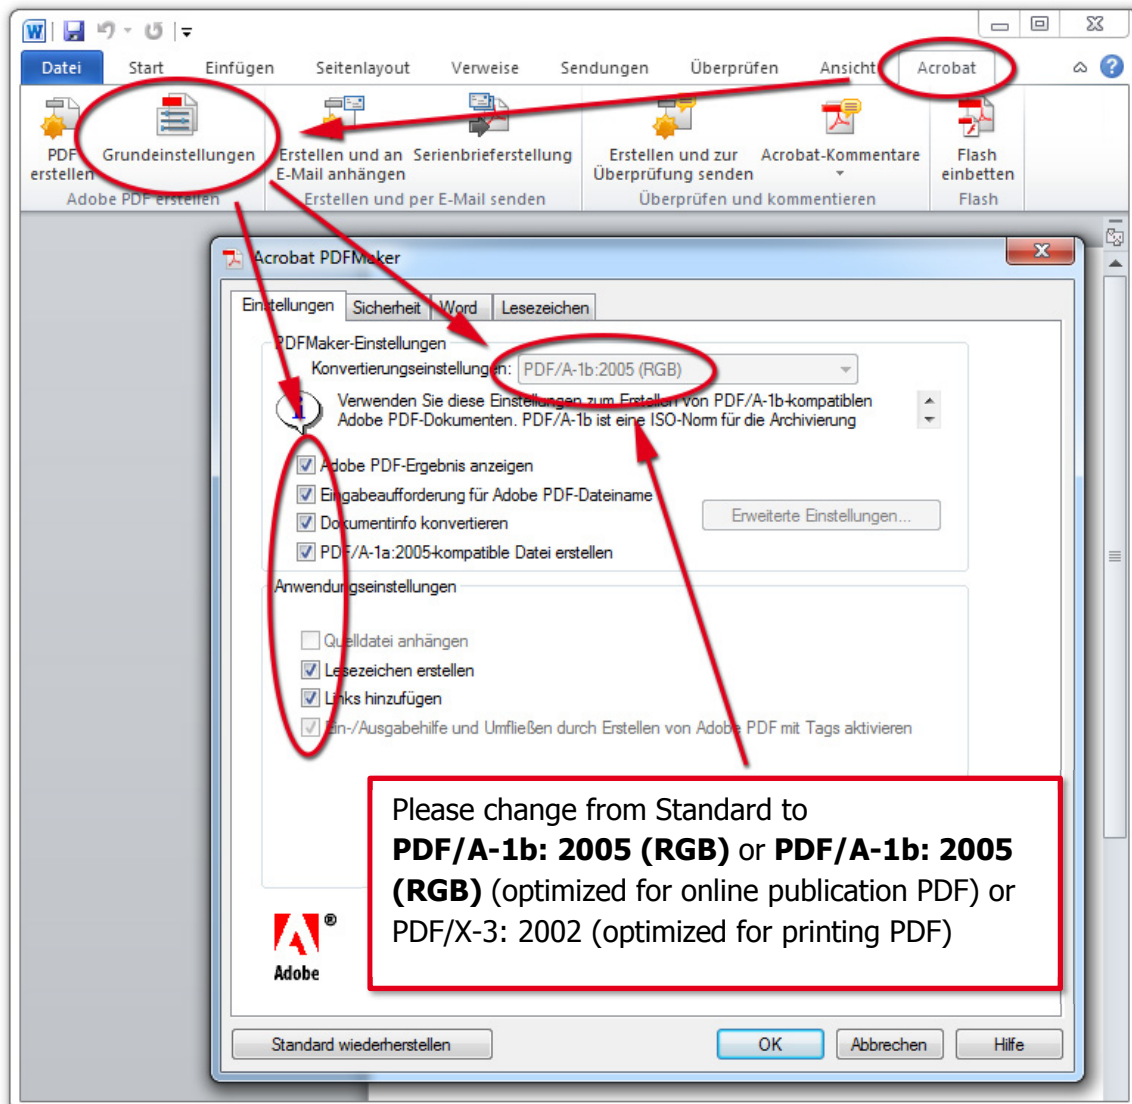 W
Datei Start Einfügen Seitenlayout Verweise Sendungen Überprüfen Ansicht Acrobat ?
PDF Grundeinstellungen Erstellen und an Serienbrieferstellung Erstellen und zur Acrobat-Kommentare Flash
erstellen E-Mail anhängen Überprüfung senden einbetten
Adobe PDF erstellen Erstellen und per E-Mail senden Überprüfen und kommentieren Flash
Acrobat PDFMaker
Einstellungen Sicherheit Word Lesezeichen
PDFMaker-Einstellungen
Konvertierungseinstellungen: PDF/A-1b:2005 (RGB)
i
Verwenden Sie diese Einstellungen zum Erstellen von PDF/A-1b-kompatiblen
Adobe PDF-Dokumenten. PDF/A-1b ist eine ISO-Norm für die Archivierung
Adobe PDF-Ergebnis anzeigen
Eingabeaufforderung für Adobe PDF-Dateiname
Dokumentinfo konvertieren Erweiterte Einstellungen...
PDF/A-1a:2005-kompatible Datei erstellen
Anwendungseinstellungen
Quelldatei anhängen
Lesezeichen erstellen
Links hinzufügen
Ein-/Ausgabehilfe und Umfließen durch Erstellen von Adobe PDF mit Tags aktivieren
Please change from Standard to
PDF/A-1b: 2005 (RGB) or PDF/A-1b: 2005
(RGB) (optimized for online publication PDF) or
PDF/X-3: 2002 (optimized for printing PDF)
®
Adobe
Standard wiederherstellen OK Abbrechen Hilfe